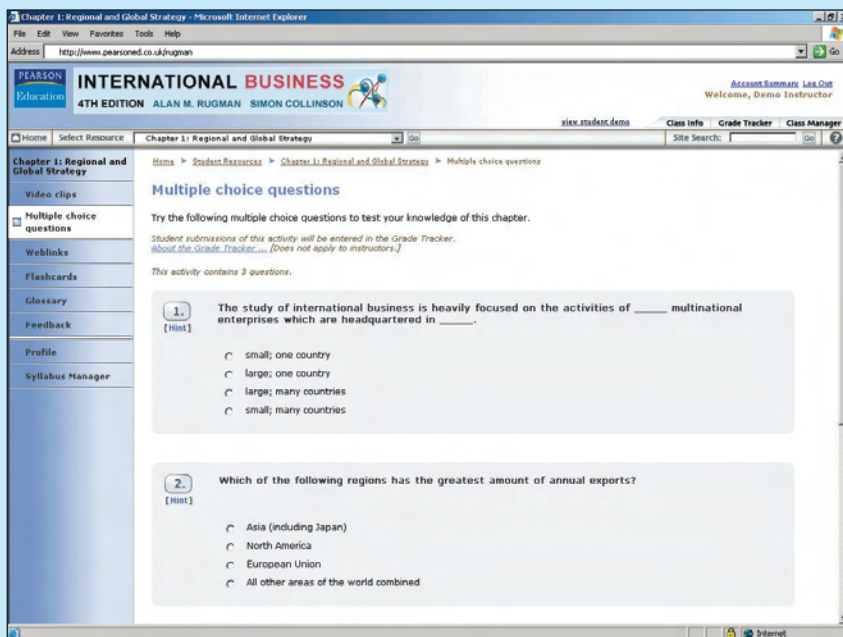 Chapter 1: Regional and Global Strategy - Microsoft Internet Explorer
File Edit View Favorites Tools Help
Address http://www.pearsoned.co.uk/rugman Go
PEARSON
Education
INTERNATIONAL BUSINESS
4TH EDITION ALAN M. RUGMAN SIMON COLLINSON
Account Summary Log Out
Welcome, Demo Instructor
view student demo Class Info Grade Tracker Class Manager
Home Select Resource Chapter 1: Regional and Global Strategy Go Site Search: Go ?
Chapter 1: Regional and
Global Strategy
Video clips
Multiple choice
questions
Weblinks
Flashcards
Glossary
Feedback
Profile
Syllabus Manager
Home > Student Resources > Chapter 1: Regional and Global Strategy > Multiple choice questions
Multiple choice questions
Try the following multiple choice questions to test your knowledge of this chapter.
Student submissions of this activity will be entered in the Grade Tracker.
About the Grade Tracker ... [Does not apply to instructors.]
This activity contains 3 questions.
1.
[Hint]
The study of international business is heavily focused on the activities of _____ multinational
enterprises which are headquartered in _____.
small; one country
large; one country
large; many countries
small; many countries
2.
[Hint]
Which of the following regions has the greatest amount of annual exports?
Asia (including Japan)
North America
European Union
All other areas of the world combined
Internet